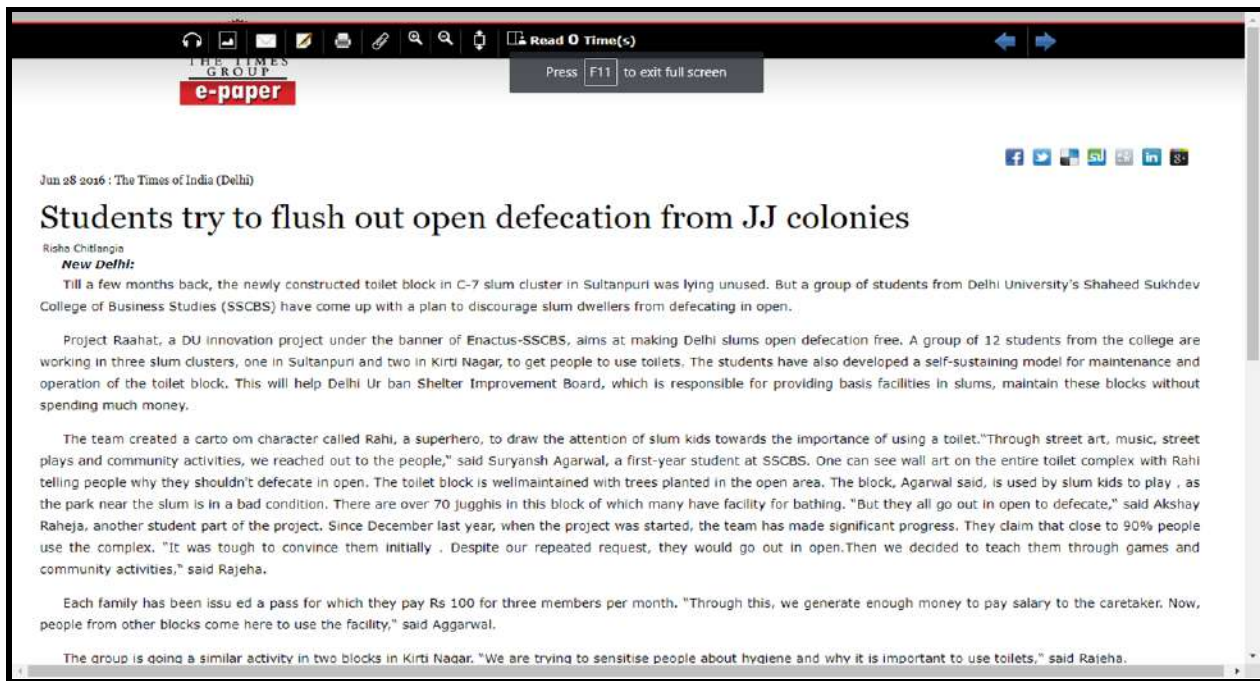 Read 0 Time(s)
THE TIMES
GROUP
e-paper
Press F11 to exit full screen
Jun 28 2016 : The Times of India (Delhi)
Students try to flush out open defecation from JJ colonies
Risha Chitlangia
New Delhi:
Till a few months back, the newly constructed toilet block in C-7 slum cluster in Sultanpuri was lying unused. But a group of students from Delhi University's Shaheed Sukhdev
College of Business Studies (SSCBS) have come up with a plan to discourage slum dwellers from defecating in open.
Project Raahat, a DU innovation project under the banner of Enactus-SSCBS, aims at making Delhi slums open defecation free. A group of 12 students from the college are
working in three slum clusters, one in Sultanpuri and two in Kirti Nagar, to get people to use toilets. The students have also developed a self-sustaining model for maintenance and
operation of the toilet block. This will help Delhi Ur ban Shelter Improvement Board, which is responsible for providing basis facilities in slums, maintain these blocks without
spending much money.
The team created a carto om character called Rahi, a superhero, to draw the attention of slum kids towards the importance of using a toilet."Through street art, music, street
plays and community activities, we reached out to the people," said Suryansh Agarwal, a first-year student at SSCBS. One can see wall art on the entire toilet complex with Rahi
telling people why they shouldn't defecate in open. The toilet block is wellmaintained with trees planted in the open area. The block, Agarwal said, is used by slum kids to play , as
the park near the slum is in a bad condition. There are over 70 jugghis in this block of which many have facility for bathing. "But they all go out in open to defecate," said Akshay
Raheja, another student part of the project. Since December last year, when the project was started, the team has made significant progress. They claim that close to 90% people
use the complex. "It was tough to convince them initially . Despite our repeated request, they would go out in open.Then we decided to teach them through games and
community activities," said Rajeha.
Each family has been issu ed a pass for which they pay Rs 100 for three members per month. "Through this, we generate enough money to pay salary to the caretaker. Now,
people from other blocks come here to use the facility," said Aggarwal.
The group is going a similar activity in two blocks in Kirti Nagar. "We are trying to sensitise people about hygiene and why it is important to use toilets," said Rajeha.